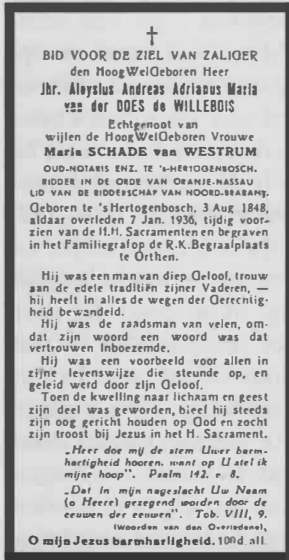 BID VOOR DE ZIEL VAN ZALIGER
den HoogWelGeboren Heer
Jhr. Aloysius Andreas Adrianus Maria
van der DOES de WILLEBOIS
Echtgenoot van
wijlen de HoogWelGeboren Vrouwe
Maria SCHADE van WESTRUM
OUD-NOTARIS ENZ. TE 's-HERTOGENBOSCH,
RIDDER IN DE ORDE VAN ORANJE-NASSAU
LID VAN DE RIDDERSCHAP VAN NOORD-BRABANT.
Geboren te 's Hertogenbosch, 3 Aug 1848,
aldaar overleden 7 Jan. 1936, tijdig voor-
zien van de H.H. Sacramenten en begraven
in het Familiegraf op de R.K. Begraafplaats
te Orthen.
Hij was een man van diep Geloof, trouw
aan de edele traditiën zijner Vaderen, —
hij heeft in alles de wegen der Gerechtig-
heid bewandeld.
Hij was de raadsman van velen, om-
dat zijn woord een woord was dat
vertrouwen inboezemde.
Hij was een voorbeeld voor allen in
zijne levenswijze die steunde op, en
geleid werd door zijn Geloof.
Toen de kwelling naar lichaam en geest
zijn deel was geworden, bleef hij steeds
zijn oog gericht houden op God en zocht
zijn troost bij Jezus in het H. Sacrament.
„Heer doe mij de stem Uwer barm-
hartigheid hooren, want op U stel ik
mijne hoop". Psalm 142. v. 8.
„Dat in mijn nageslacht Uw Naam
(o Heere) gezegend worden door de
eeuwen der eeuwen". Tob. VIII, 9.
(Woorden van den Overledene).
O mijn Jezus barmharligheid. 100 d. afl.